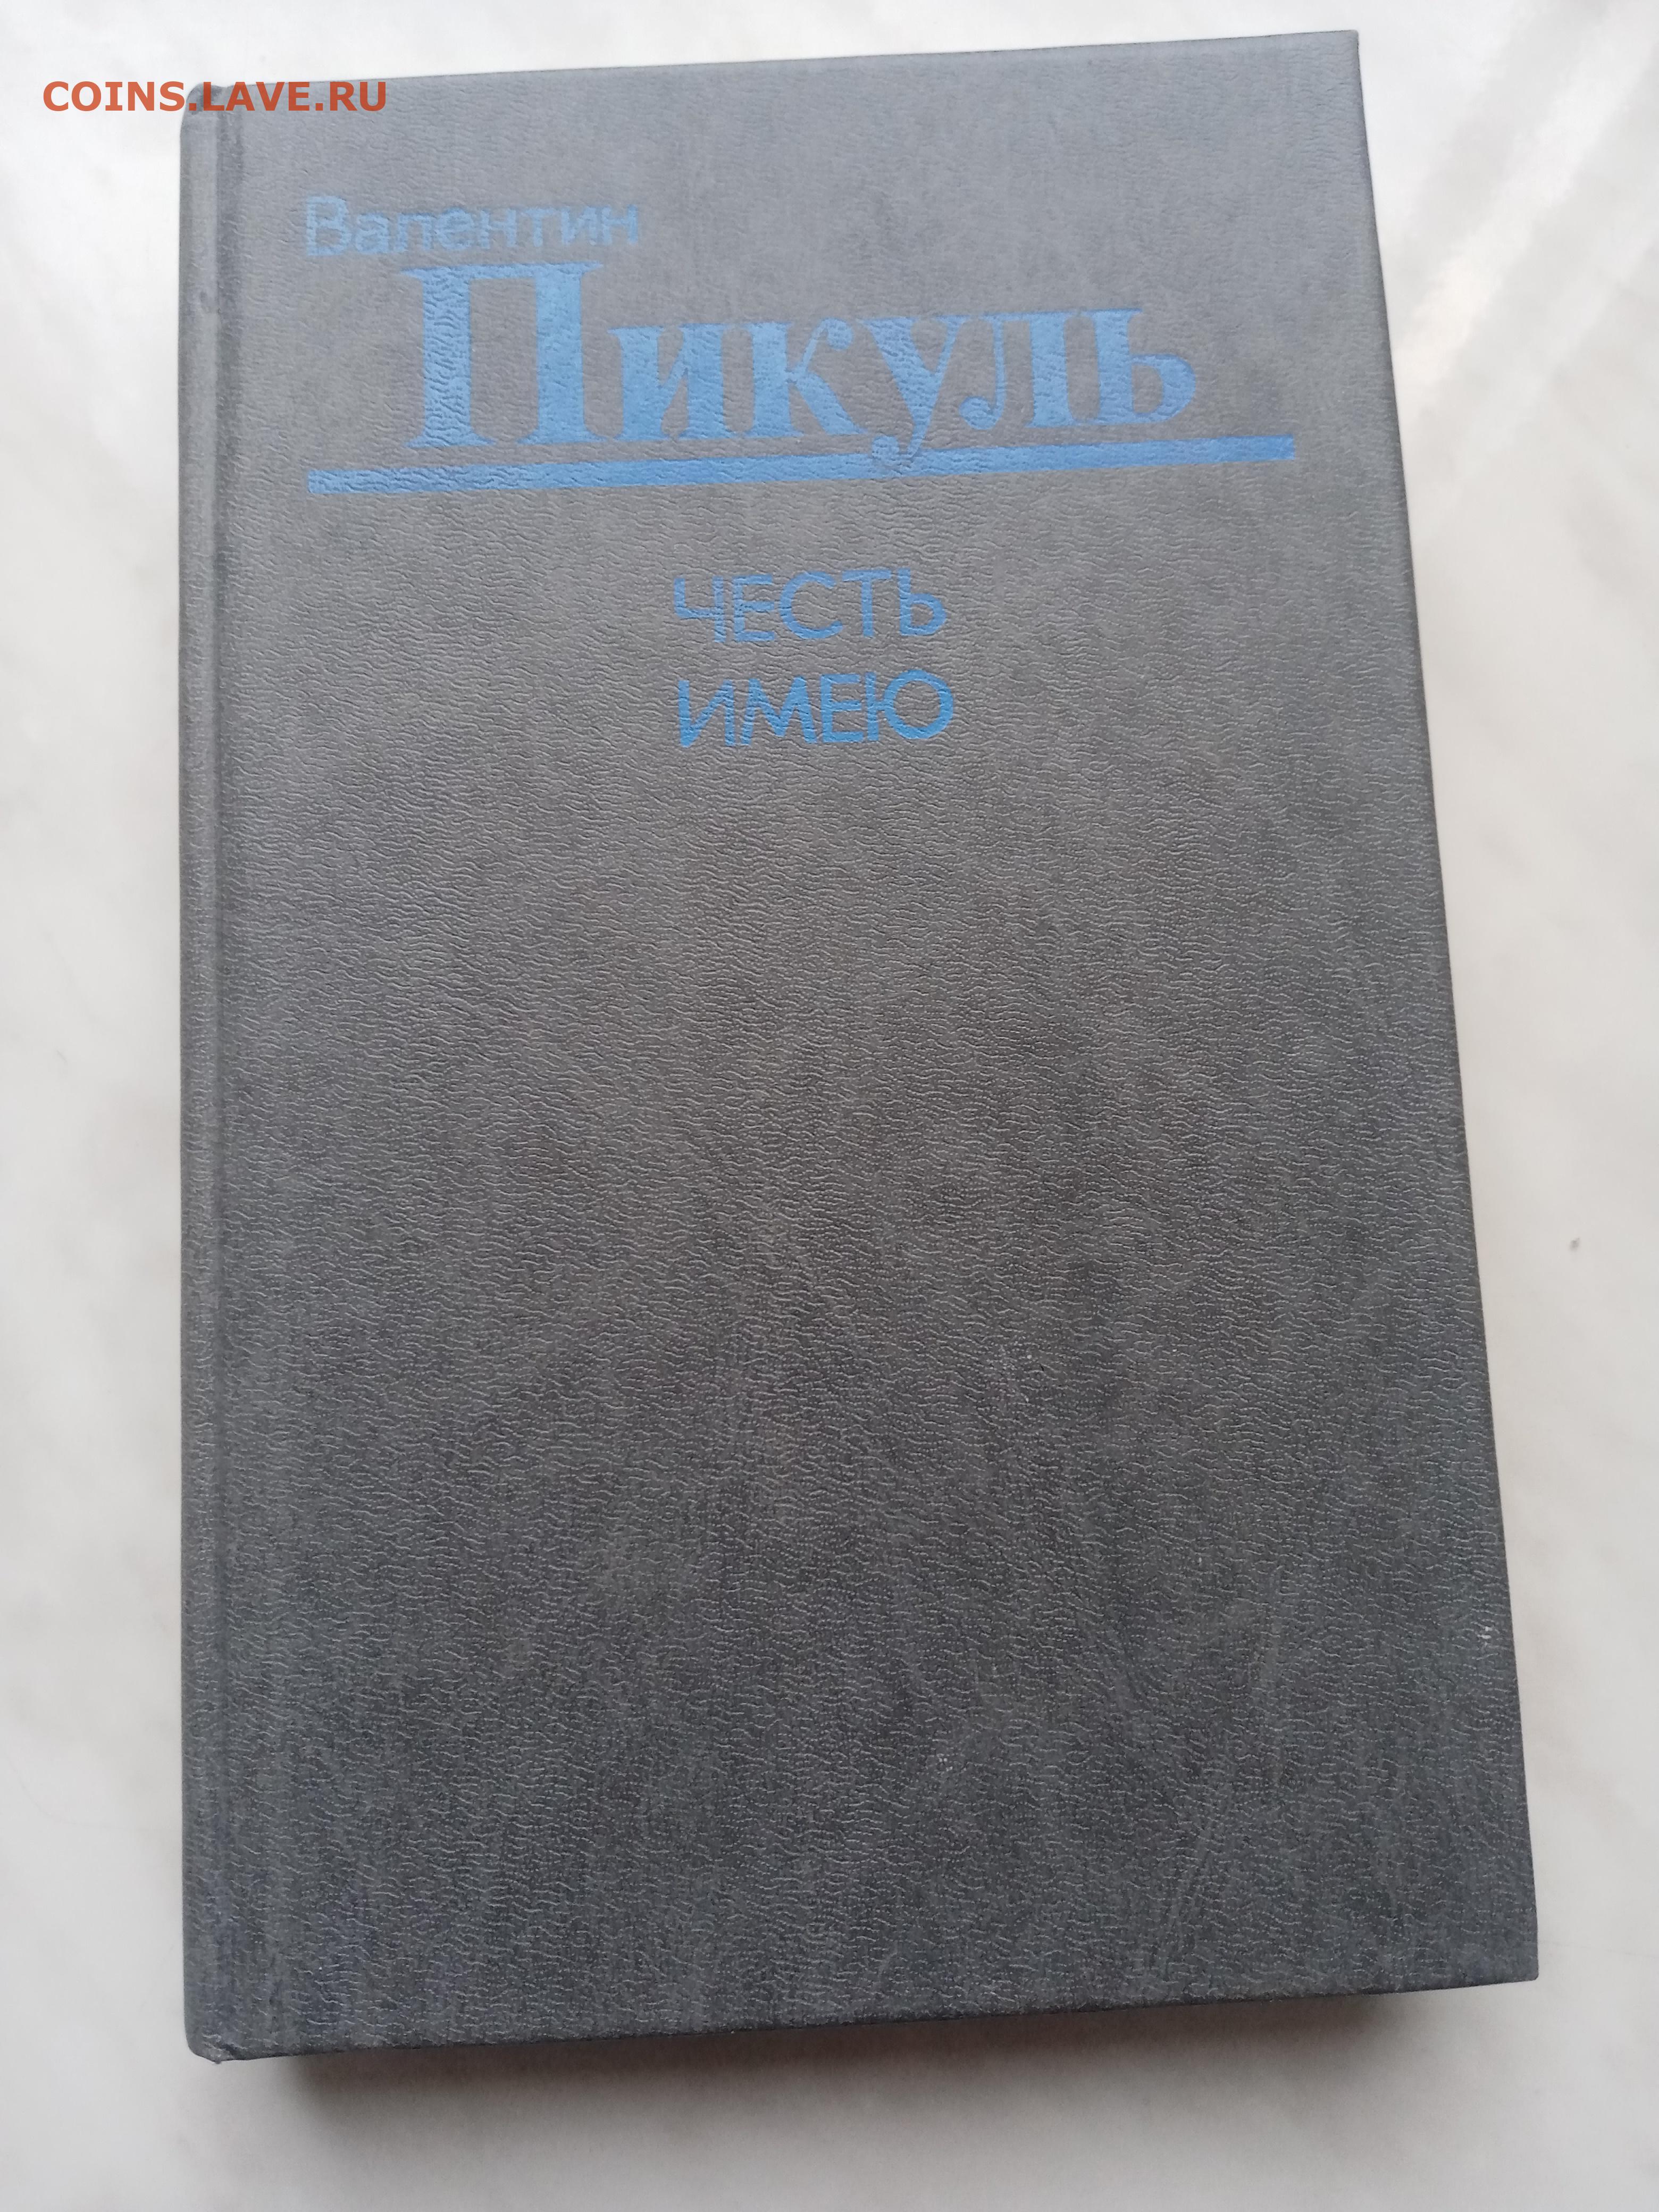 COINS.LAVE.RU
Валентин
Пикуль
ЧЕСТЬ
ИМЕЮ